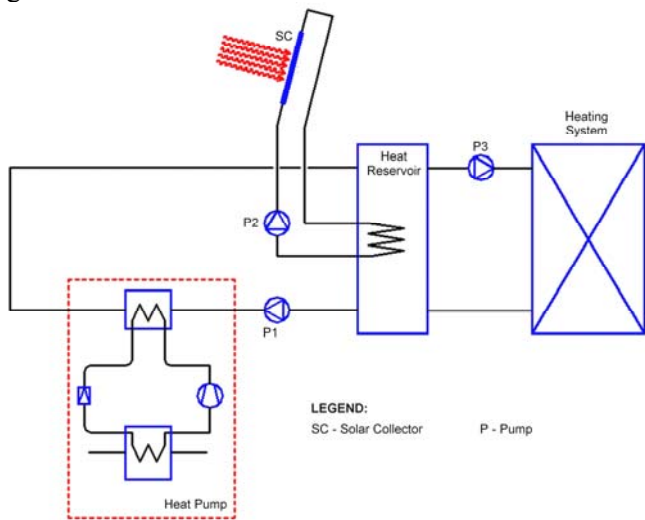 SC
Heating
System
P3
Heat
Reservoir
P2
P1
LEGEND:
SC - Solar Collector P - Pump
Heat Pump